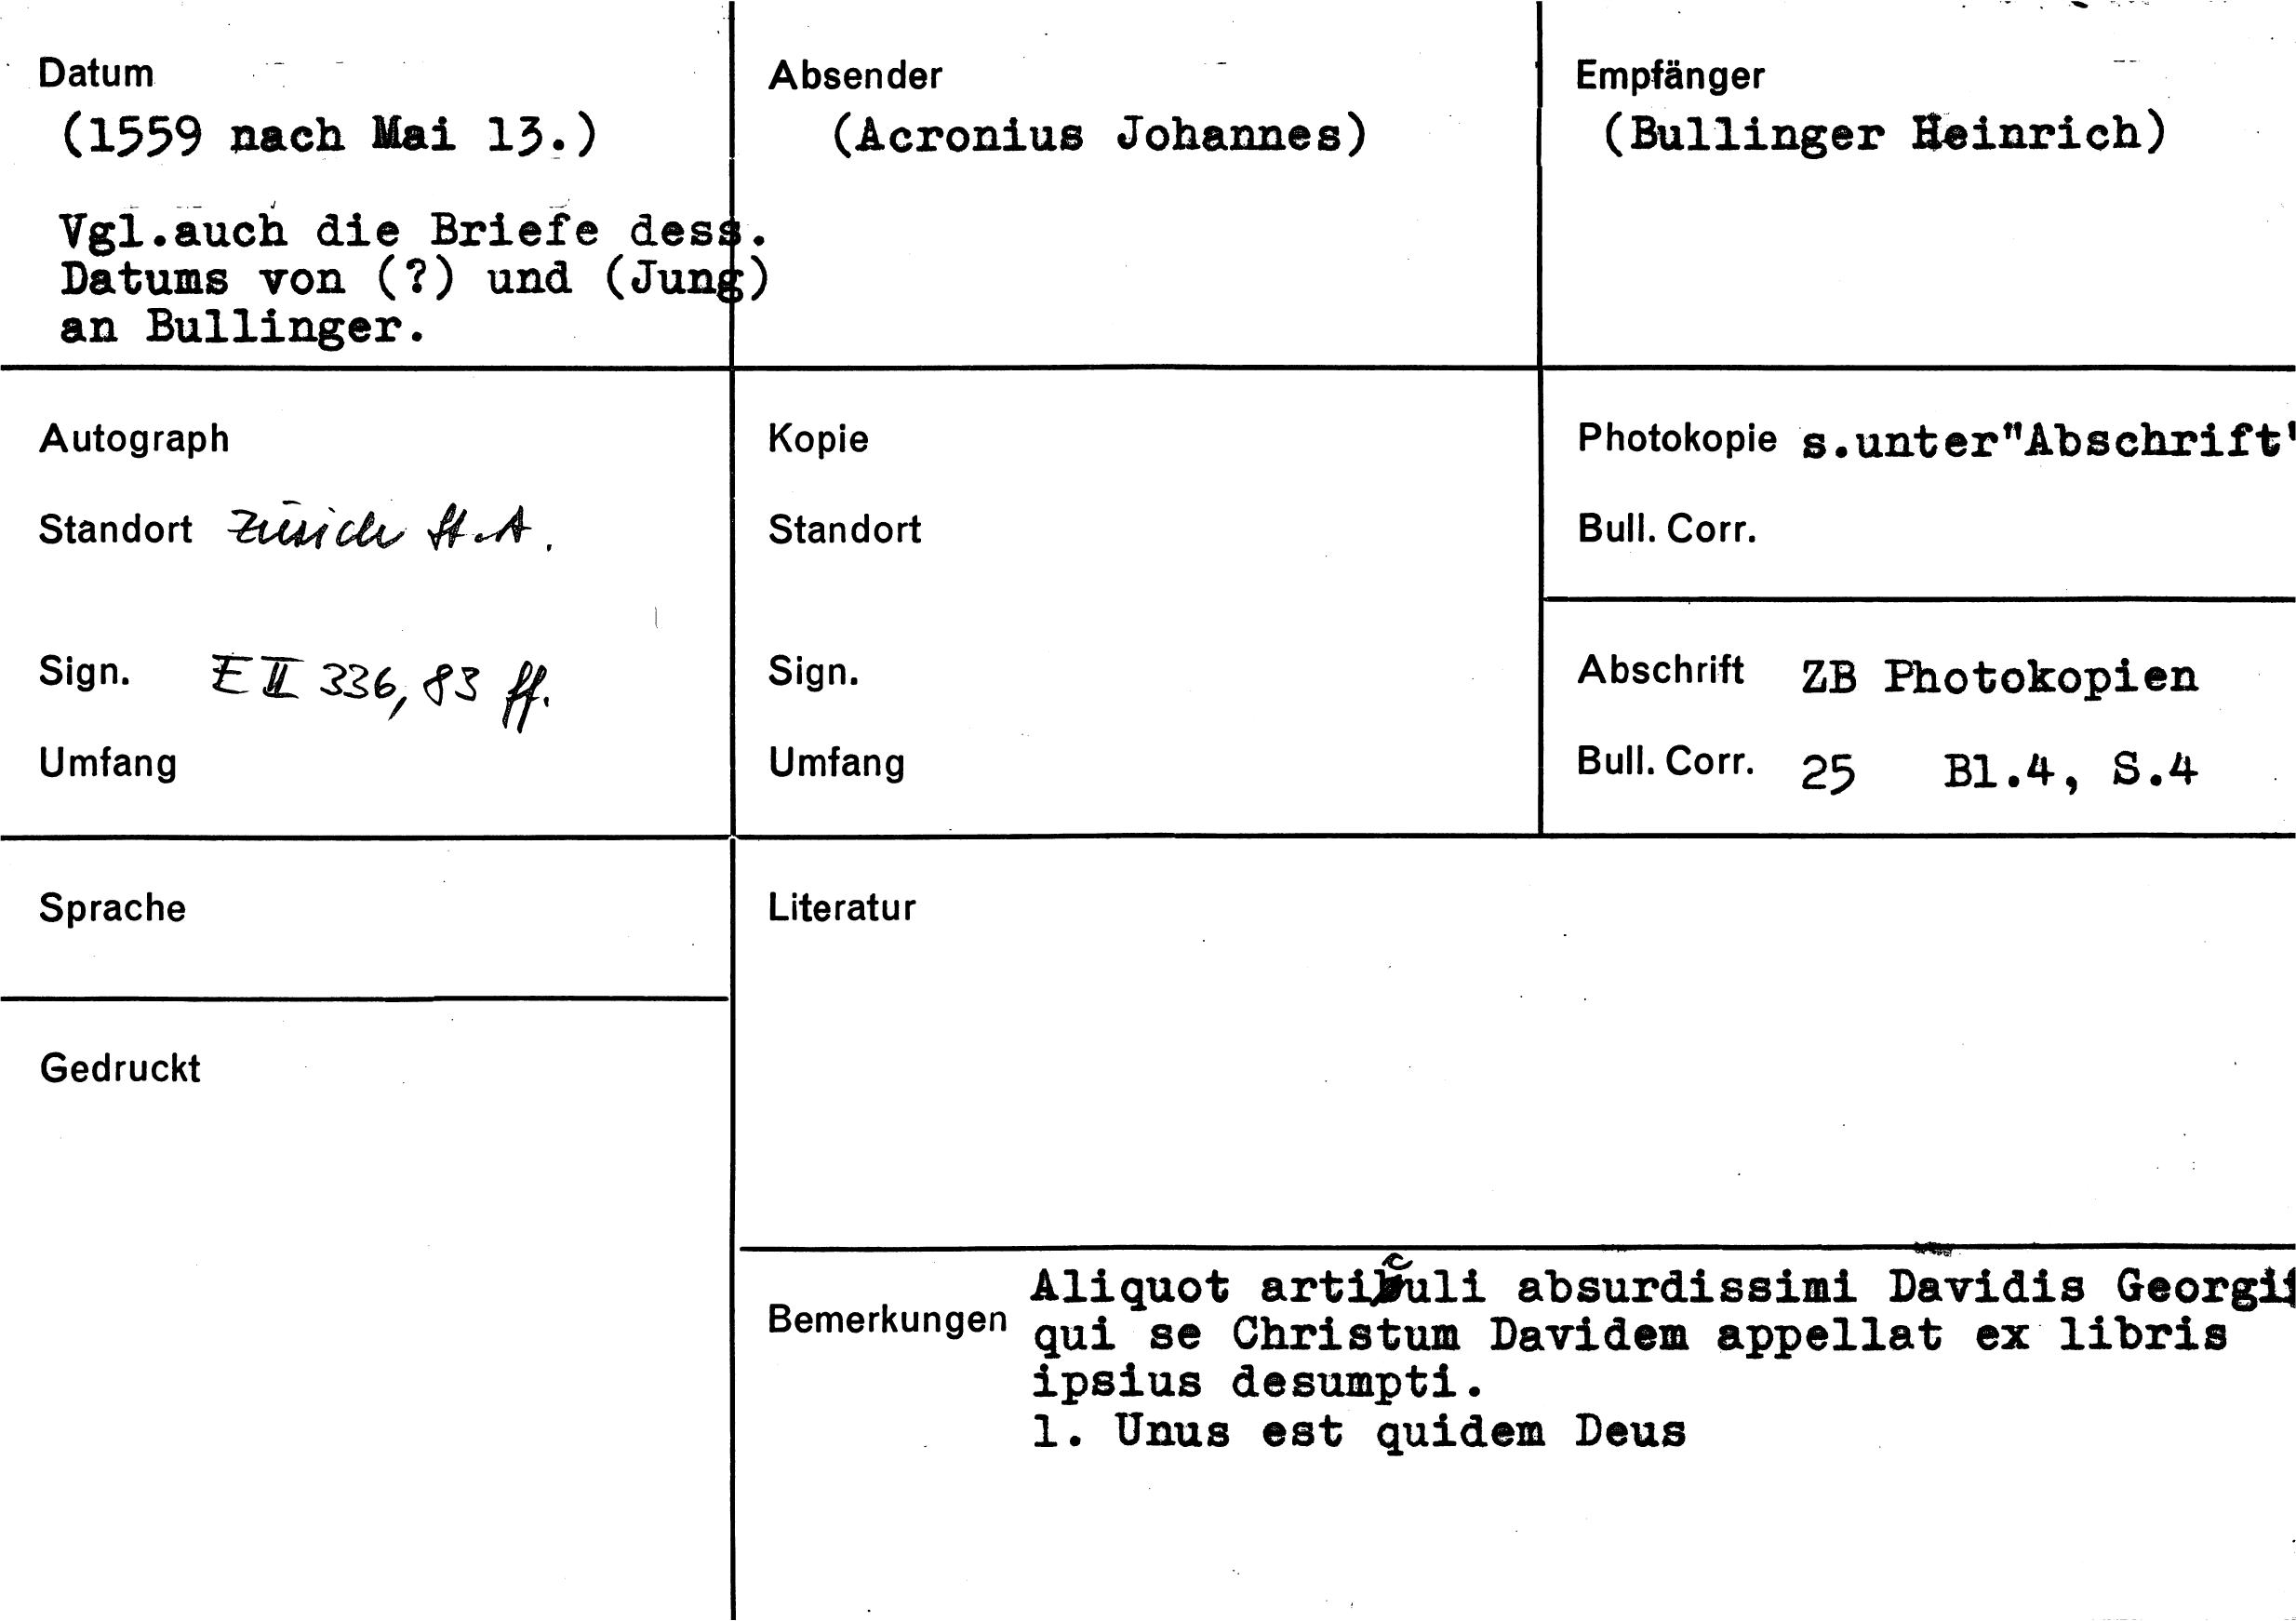 Datum
(1559 nach Mai 13.)
Vgl.auch die Briefe dess.
Datums von (?) und (Jung)
an Bullinger.
Absender
(Acronius Johannes)
Empfänger
(Bullinger Heinrich)
Autograph
Standort Zürich St.A.
Sign. E II 336, 83 ff.
Umfang
Kopie
Standort
Sign.
Umfang
Photokopie s.unter"Abschrift"
Bull. Corr.
Abschrift ZB Photokopien
Bull. Corr. 25 Bl.4, S.4
Sprache
Gedruckt
Literatur
Bemerkungen
Aliquot articuli absurdissimi Davidis Georgii
qui se Christum Davidem appellat ex libris
ipsius desumpti.
1. Unus est quidem Deus